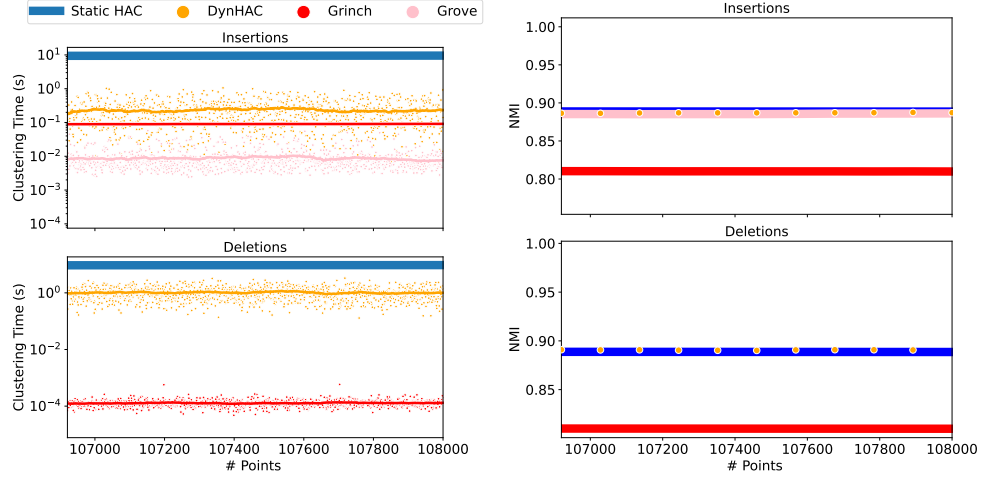 Static HAC DynHAC Grinch Grove
Insertions
Clustering Time (s)
10^1
10^0
10^-1
10^-2
10^-3
10^-4
Deletions
Clustering Time (s)
10^0
10^-2
10^-4
107000 107200 107400 107600 107800 108000
# Points
Insertions
NMI
1.00
0.95
0.90
0.85
0.80
Deletions
NMI
1.00
0.95
0.90
0.85
107000 107200 107400 107600 107800 108000
# Points